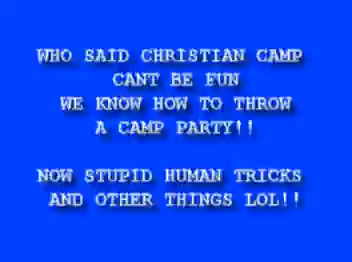 WHO SAID CHRISTIAN CAMP
CANT BE FUN
WE KNOW HOW TO THROW
A CAMP PARTY!!
NOW STUPID HUMAN TRICKS
AND OTHER THINGS LOL!!